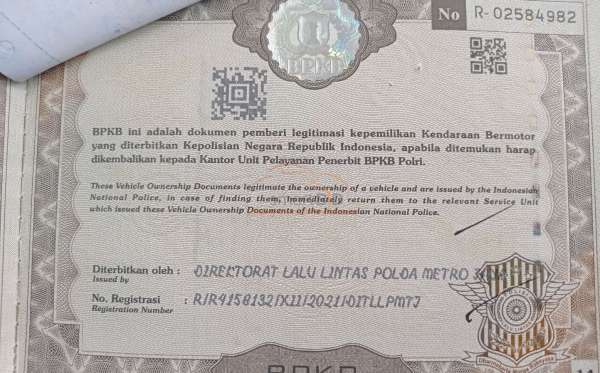 No R-02584982
BPKB
BPKB ini adalah dokumen pemberi legitimasi kepemilikan Kendaraan Bermotor
yang diterbitkan Kepolisian Negara Republik Indonesia, apabila ditemukan harap
dikembalikan kepada Kantor Unit Pelayanan Penerbit BPKB Polri.
These Vehicle Ownership Documents legitimate the ownership of a vehicle and are issued by the Indonesian
National Police, in case of finding them, immediately return them to the relevant Service Unit
which issued these Vehicle Ownership Documents of the Indonesian National Police.
Diterbitkan oleh : DIREKTORAT LALU LINTAS POLDA METRO
Issued by
No. Registrasi : R/R9158132/XII/2021/DITLLPMTJ
Registration Number
BPKB